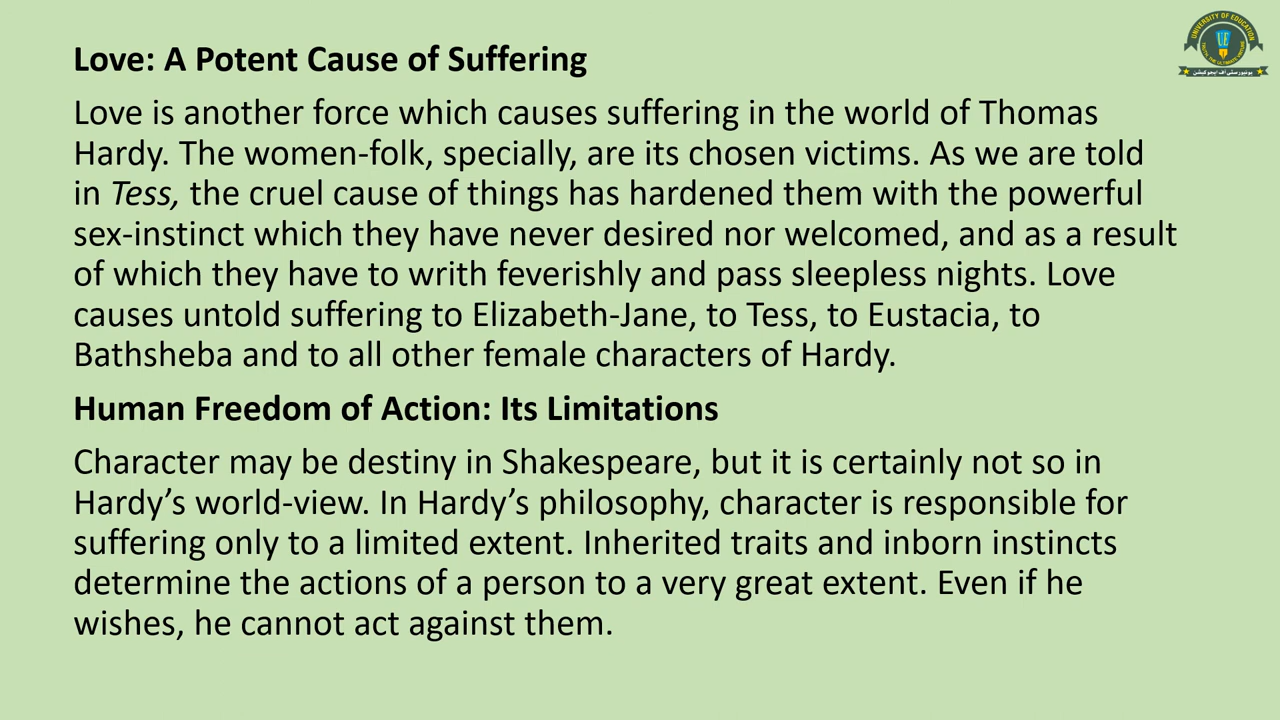 UNIVERSITY OF EDUCATION
UE
یونیورسٹی آف ایجوکیشن
Love: A Potent Cause of Suffering
Love is another force which causes suffering in the world of Thomas
Hardy. The women-folk, specially, are its chosen victims. As we are told
in Tess, the cruel cause of things has hardened them with the powerful
sex-instinct which they have never desired nor welcomed, and as a result
of which they have to writh feverishly and pass sleepless nights. Love
causes untold suffering to Elizabeth-Jane, to Tess, to Eustacia, to
Bathsheba and to all other female characters of Hardy.
Human Freedom of Action: Its Limitations
Character may be destiny in Shakespeare, but it is certainly not so in
Hardy’s world-view. In Hardy’s philosophy, character is responsible for
suffering only to a limited extent. Inherited traits and inborn instincts
determine the actions of a person to a very great extent. Even if he
wishes, he cannot act against them.